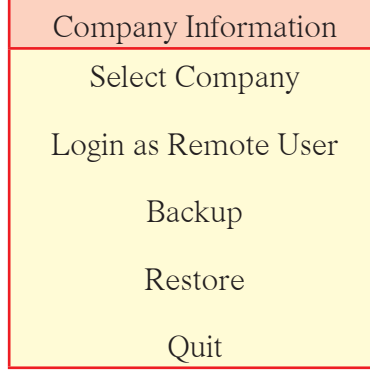 Company Information
Select Company
Login as Remote User
Backup
Restore
Quit